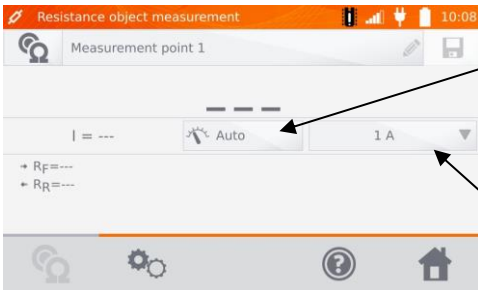 Resistance object measurement 10:08
Measurement point 1
---
I = --- Auto 1 A
→ RF=---
← RR=---